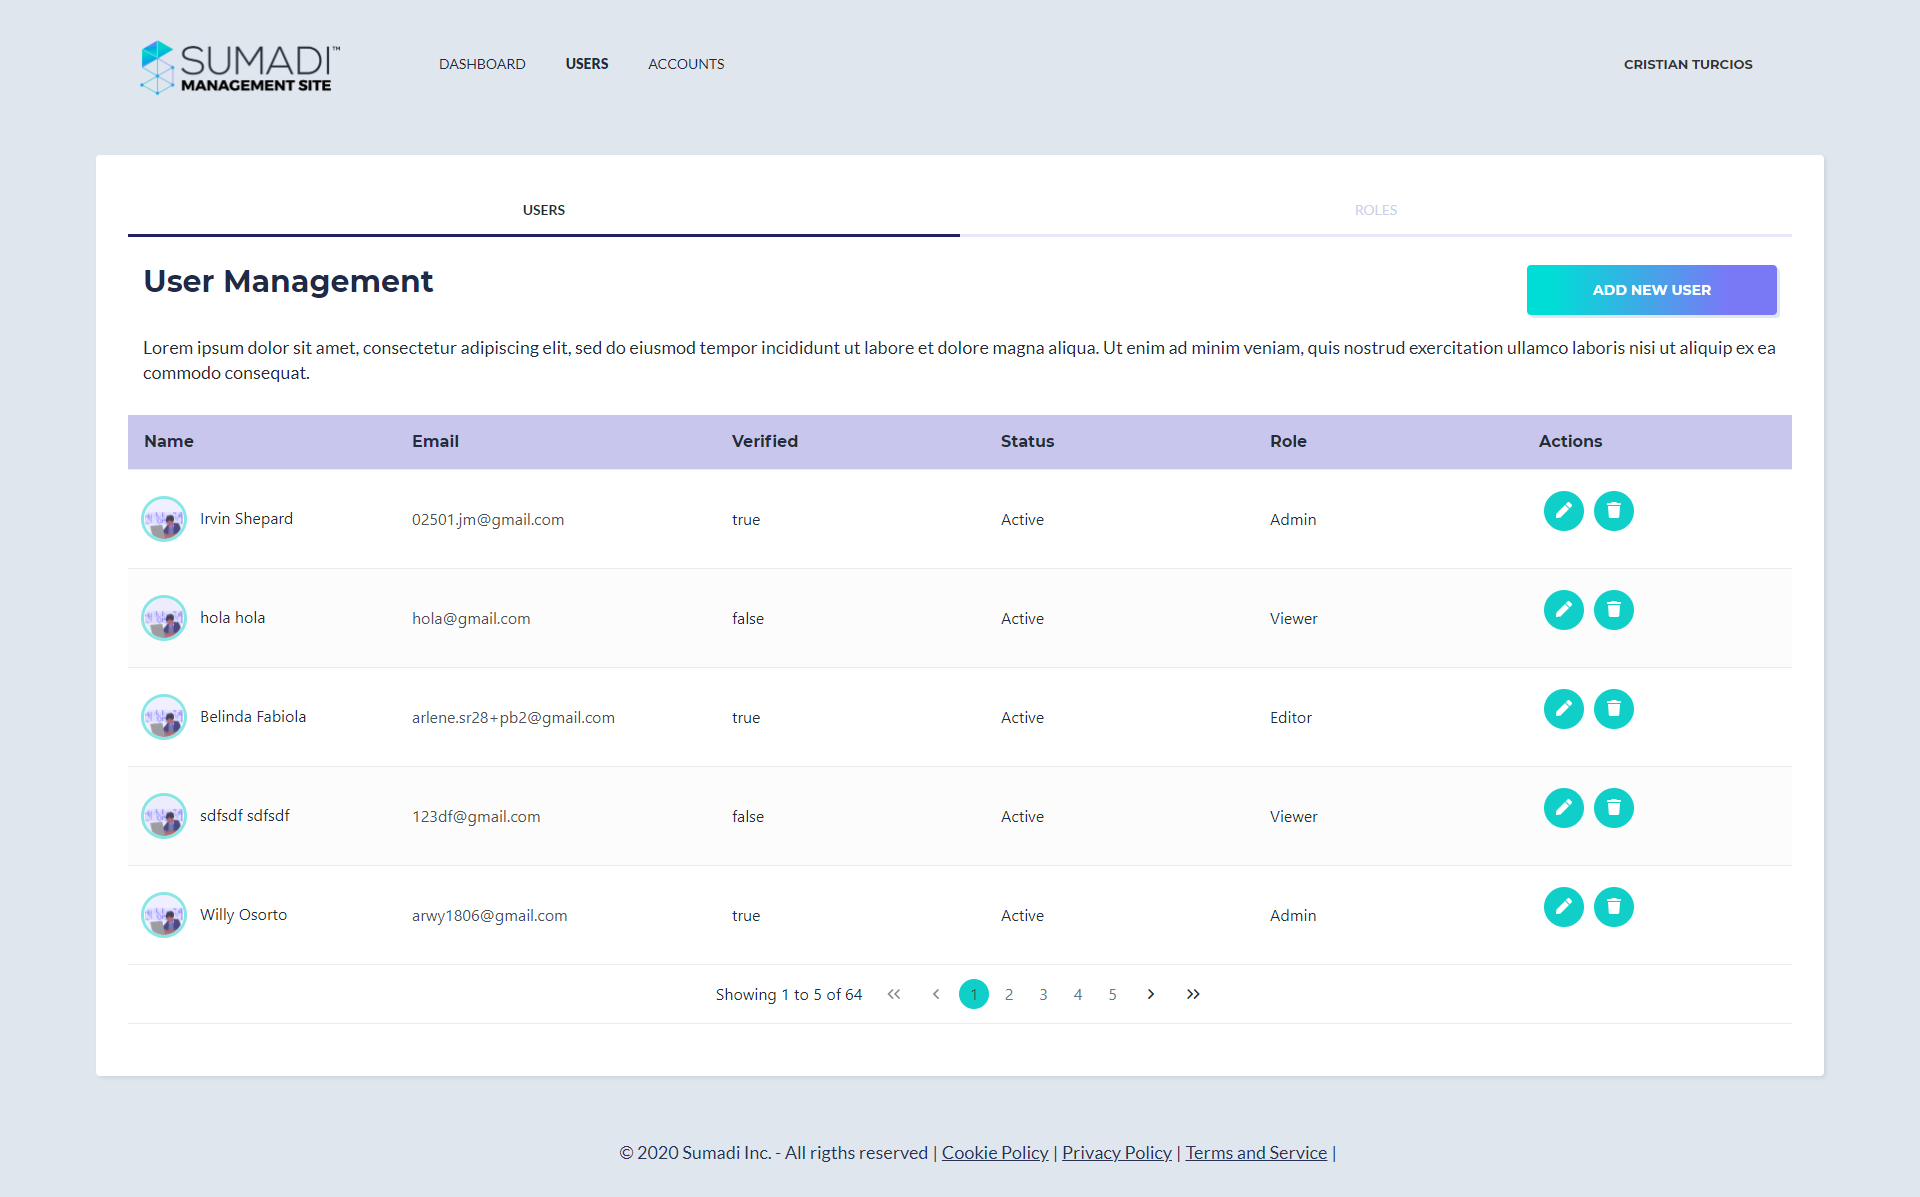 SUMADI™
MANAGEMENT SITE
DASHBOARD USERS ACCOUNTS
CRISTIAN TURCIOS
USERS ROLES
User Management
ADD NEW USER
Lorem ipsum dolor sit amet, consectetur adipiscing elit, sed do eiusmod tempor incididunt ut labore et dolore magna aliqua. Ut enim ad minim veniam, quis nostrud exercitation ullamco laboris nisi ut aliquip ex ea
commodo consequat.
Name Email Verified Status Role Actions
Irvin Shepard 02501.jm@gmail.com true Active Admin
hola hola hola@gmail.com false Active Viewer
Belinda Fabiola arlene.sr28+pb2@gmail.com true Active Editor
sdfsdf sdfsdf 123df@gmail.com false Active Viewer
Willy Osorto arwy1806@gmail.com true Active Admin
Showing 1 to 5 of 64 1 2 3 4 5
© 2020 Sumadi Inc. - All rigths reserved | Cookie Policy | Privacy Policy | Terms and Service |